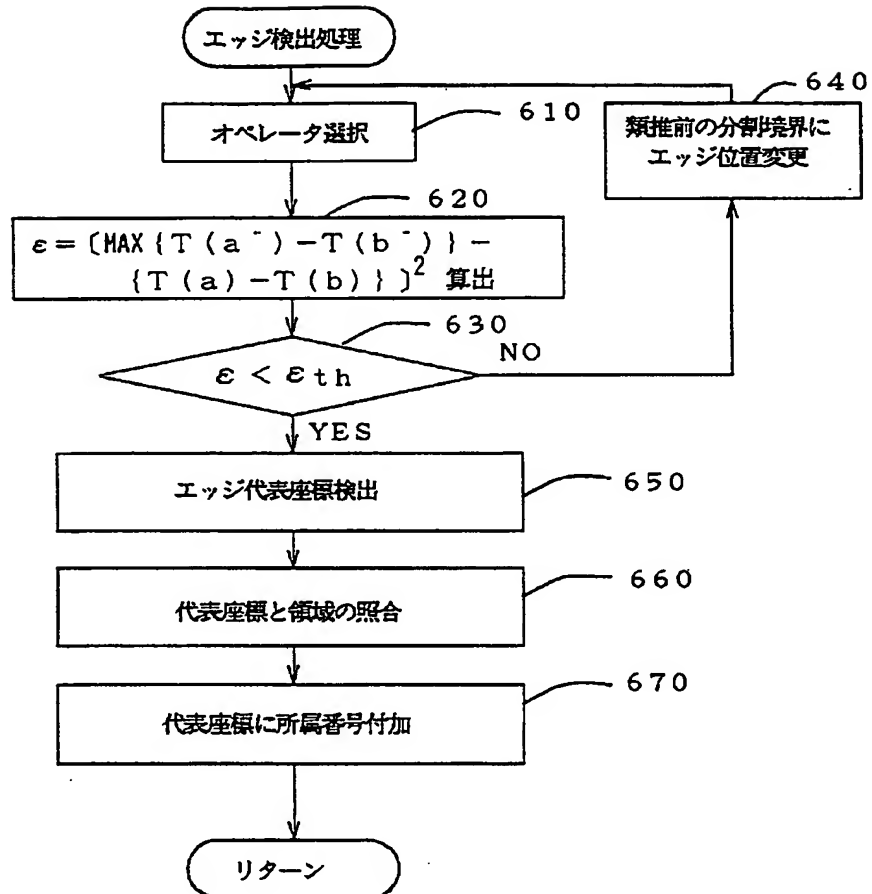 エッジ検出処理
640
610
オペレータ選択
類推前の分割境界に
エッジ位置変更
620
ε=〔MAX{T(a⁻)−T(b⁻)}−
{T(a)−T(b)}〕² 算出
630
NO
ε<εth
YES
エッジ代表座標検出
650
代表座標と領域の照合
660
代表座標に所属番号付加
670
リターン